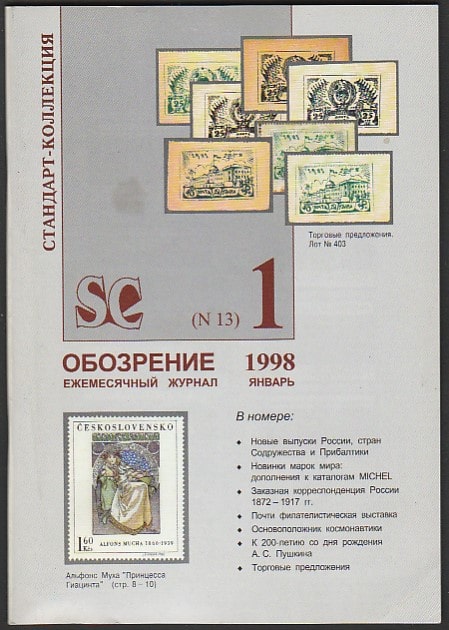 СТАНДАРТ-КОЛЛЕКЦИЯ
Торговые предложения.
Лот № 403
SC
(N 13)
1
ОБОЗРЕНИЕ
1998
ЕЖЕМЕСЯЧНЫЙ ЖУРНАЛ
ЯНВАРЬ
В номере:
• Новые выпуски России, стран
Содружества и Прибалтики
• Новинки марок мира:
дополнения к каталогам MICHEL
• Заказная корреспонденция России
1872 – 1917 гг.
• Почти филателистическая выставка
• Основоположник космонавтики
• К 200-летию со дня рождения
А. С. Пушкина
• Торговые предложения
ČESKOSLOVENSKO
1 60
Kčs
ALFONS MUCHA 1860-1939
Альфонс Муха "Принцесса
Гиацинта" (стр. 8 – 10)